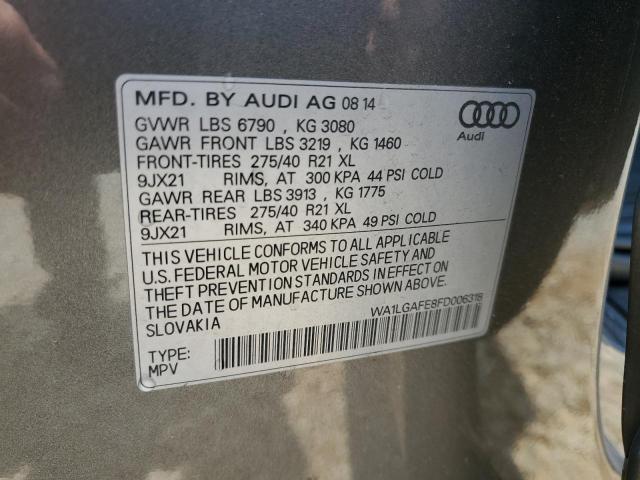 MFD. BY AUDI AG 08 14
GVWR LBS 6790 , KG 3080
GAWR FRONT LBS 3219 , KG 1460
FRONT-TIRES 275/40 R21 XL
9JX21 RIMS, AT 300 KPA 44 PSI COLD
GAWR REAR LBS 3913 , KG 1775
REAR-TIRES 275/40 R21 XL
9JX21 RIMS, AT 340 KPA 49 PSI COLD
Audi
THIS VEHICLE CONFORMS TO ALL APPLICABLE
U.S. FEDERAL MOTOR VEHICLE SAFETY AND
THEFT PREVENTION STANDARDS IN EFFECT ON
THE DATE OF MANUFACTURE SHOWN ABOVE.
SLOVAKIA
WA1LGAFE8FD006318
TYPE:
MPV